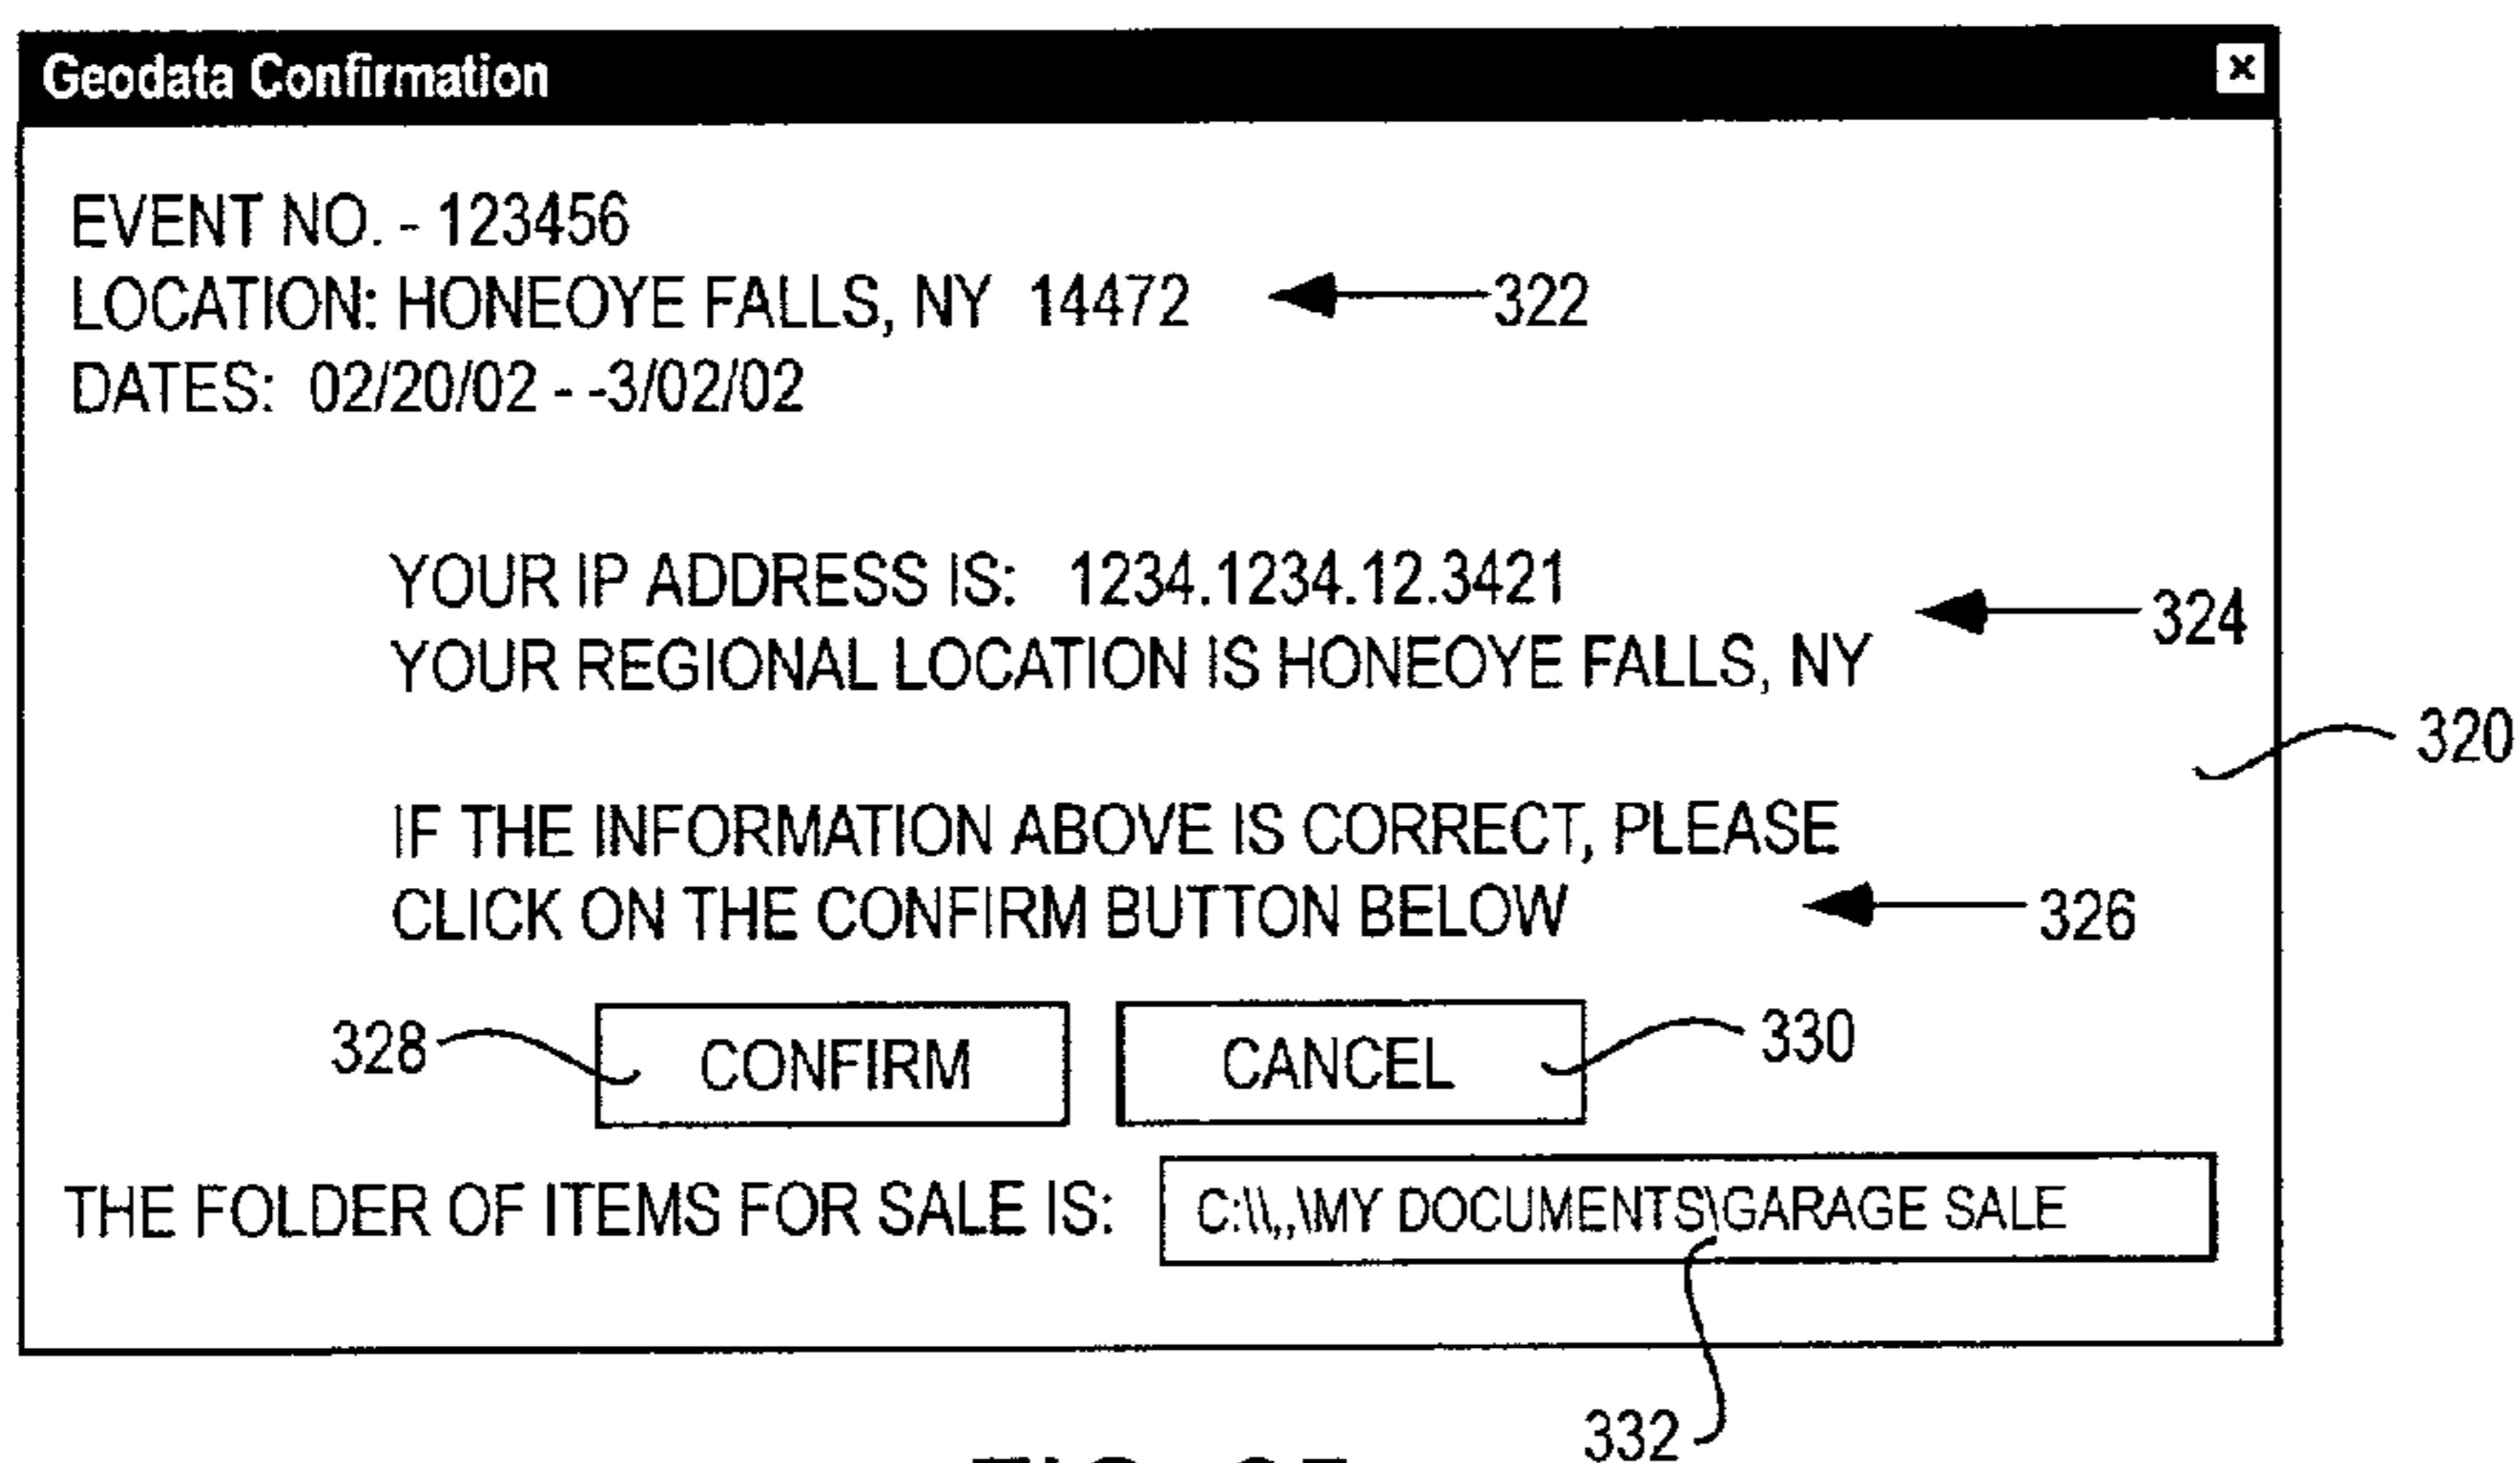 Geodata Confirmation x
EVENT NO. - 123456
LOCATION: HONEOYE FALLS, NY 14472 322
DATES: 02/20/02 - -3/02/02
YOUR IP ADDRESS IS: 1234.1234.12.3421
324
YOUR REGIONAL LOCATION IS HONEOYE FALLS, NY
320
IF THE INFORMATION ABOVE IS CORRECT, PLEASE
CLICK ON THE CONFIRM BUTTON BELOW 326
328 CONFIRM CANCEL 330
THE FOLDER OF ITEMS FOR SALE IS: C:\\,,\MY DOCUMENTS\GARAGE SALE
332